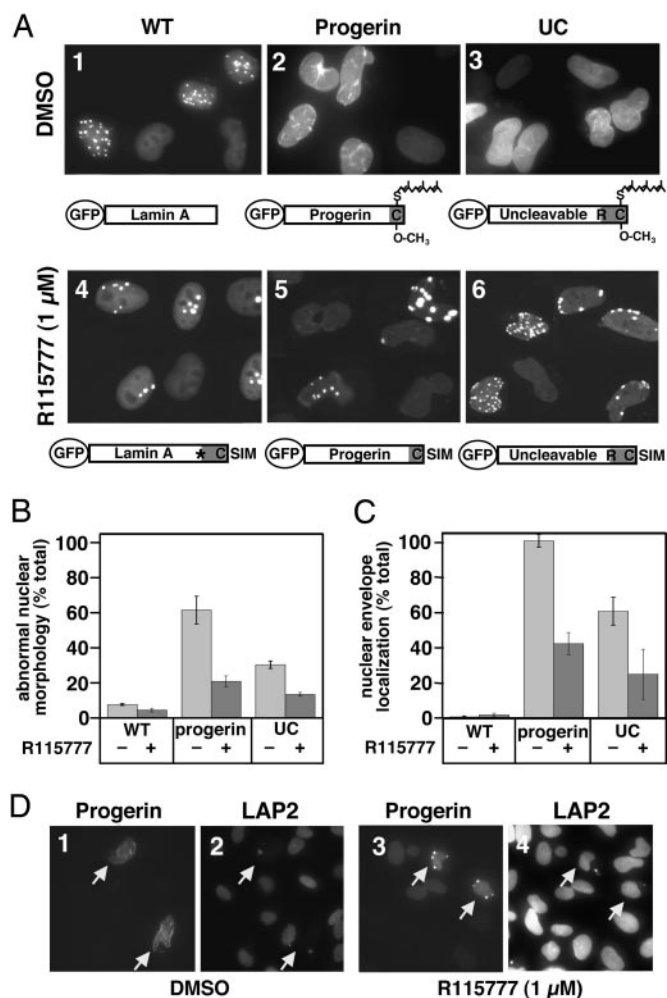 A
WT Progerin UC
DMSO
1 2 3
GFP Lamin A
GFP Progerin C S O-CH3
GFP Uncleavable R C S O-CH3
R115777 (1 µM)
4 5 6
GFP Lamin A * C SIM
GFP Progerin C SIM
GFP Uncleavable R C SIM
B
abnormal nuclear
morphology (% total)
100
80
60
40
20
0
WT progerin UC
R115777 – + – + – +
C
nuclear envelope
localization (% total)
100
80
60
40
20
0
WT progerin UC
R115777 – + – + – +
D
Progerin LAP2 Progerin LAP2
1 2 3 4
DMSO R115777 (1 µM)